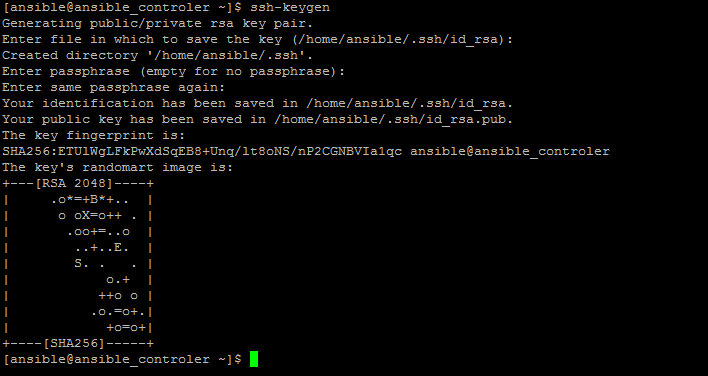 [ansible@ansible_controler ~]$ ssh-keygen
Generating public/private rsa key pair.
Enter file in which to save the key (/home/ansible/.ssh/id_rsa):
Created directory '/home/ansible/.ssh'.
Enter passphrase (empty for no passphrase):
Enter same passphrase again:
Your identification has been saved in /home/ansible/.ssh/id_rsa.
Your public key has been saved in /home/ansible/.ssh/id_rsa.pub.
The key fingerprint is:
SHA256:ETUlWgLFkPwXdSqEB8+Unq/lt8oNS/nP2CGNBVIa1qc ansible@ansible_controler
The key's randomart image is:
+---[RSA 2048]----+
|     .o*=+B*+..  |
|      o oX=o++ . |
|       .oo+=..o  |
|        ..+..E.  |
|        S. .   . |
|            o.+  |
|           ++o o |
|          .o.=o+.|
|            +o=o+|
+----[SHA256]-----+
[ansible@ansible_controler ~]$